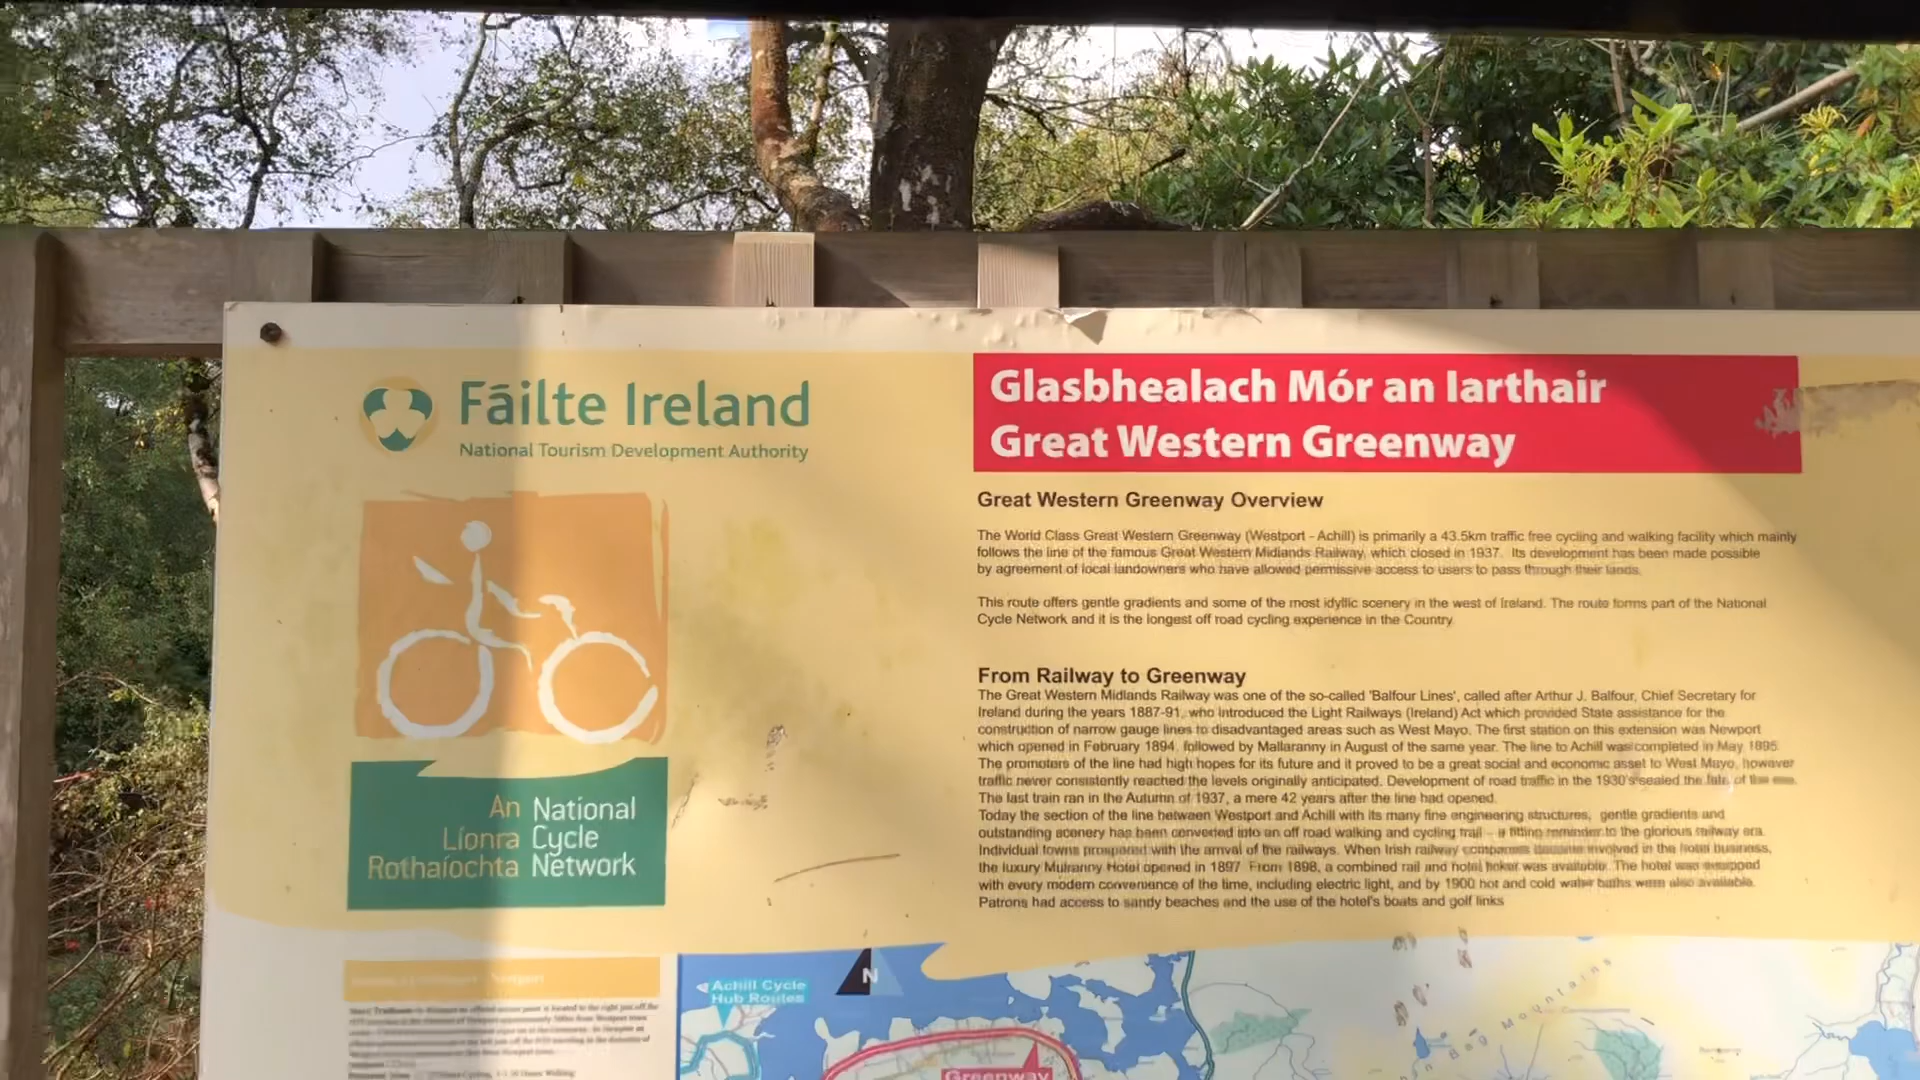 Fáilte Ireland
National Tourism Development Authority
An Líonra Rothaíochta
National Cycle Network
Glasbhealach Mór an Iarthair
Great Western Greenway
Great Western Greenway Overview
The World Class Great Western Greenway (Westport - Achill) is primarily a 43.5km traffic free cycling and walking facility which mainly
follows the line of the famous Great Western Midlands Railway, which closed in 1937. Its development has been made possible
by agreement of local landowners who have allowed permissive access to users to pass through their lands.
This route offers gentle gradients and some of the most idyllic scenery in the west of Ireland. The route forms part of the National
Cycle Network and it is the longest off road cycling experience in the Country
From Railway to Greenway
The Great Western Midlands Railway was one of the so-called 'Balfour Lines', called after Arthur J. Balfour, Chief Secretary for
Ireland during the years 1887-91, who introduced the Light Railways (Ireland) Act which provided State assistance for the
construction of narrow gauge lines to disadvantaged areas such as West Mayo. The first station on this extension was Newport
which opened in February 1894, followed by Mallaranny in August of the same year. The line to Achill was completed in May 1895.
The promoters of the line had high hopes for its future and it proved to be a great social and economic asset to West Mayo, however
traffic never consistently reached the levels originally anticipated. Development of road traffic in the 1930's sealed the fate of the
The last train ran in the Autumn of 1937, a mere 42 years after the line had opened.
Today the section of the line between Westport and Achill with its many fine engineering structures, gentle gradients and
outstanding scenery has been converted into an off road walking and cycling trail - a fitting reminder to the glorious railway era.
Individual towns prospered with the arrival of the railways. When Irish railway companies became involved in the hotel business,
the luxury Mulranny Hotel opened in 1897 From 1898, a combined rail and hotel ticket was available. The hotel was equipped
with every modern convenience of the time, including electric light, and by 1900 hot and cold water baths were also available.
Patrons had access to sandy beaches and the use of the hotel's boats and golf links
Achill Cycle
Hub Routes
N
Greenway
Mountains